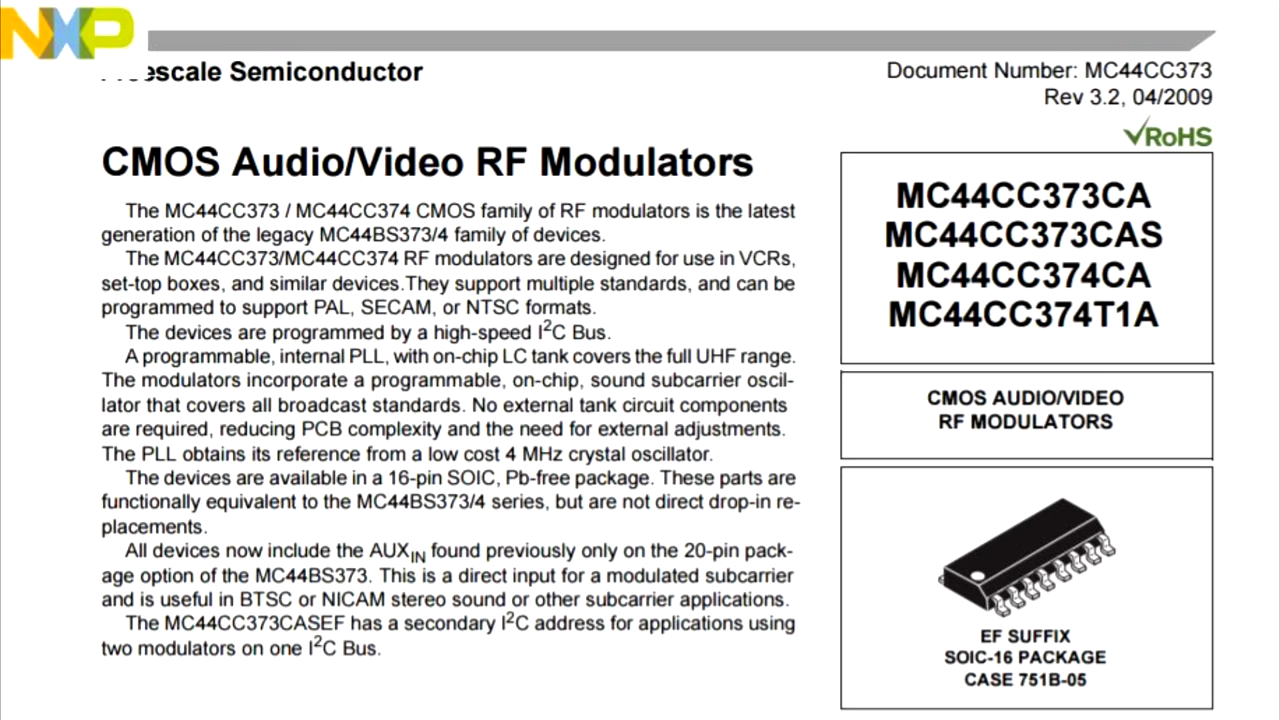 NXP
Freescale Semiconductor
Document Number: MC44CC373
Rev 3.2, 04/2009
RoHS
CMOS Audio/Video RF Modulators
The MC44CC373 / MC44CC374 CMOS family of RF modulators is the latest
generation of the legacy MC44BS373/4 family of devices.
The MC44CC373/MC44CC374 RF modulators are designed for use in VCRs,
set-top boxes, and similar devices.They support multiple standards, and can be
programmed to support PAL, SECAM, or NTSC formats.
The devices are programmed by a high-speed I2C Bus.
A programmable, internal PLL, with on-chip LC tank covers the full UHF range.
The modulators incorporate a programmable, on-chip, sound subcarrier oscil-
lator that covers all broadcast standards. No external tank circuit components
are required, reducing PCB complexity and the need for external adjustments.
The PLL obtains its reference from a low cost 4 MHz crystal oscillator.
The devices are available in a 16-pin SOIC, Pb-free package. These parts are
functionally equivalent to the MC44BS373/4 series, but are not direct drop-in re-
placements.
All devices now include the AUXIN found previously only on the 20-pin pack-
age option of the MC44BS373. This is a direct input for a modulated subcarrier
and is useful in BTSC or NICAM stereo sound or other subcarrier applications.
The MC44CC373CASEF has a secondary I2C address for applications using
two modulators on one I2C Bus.
MC44CC373CA
MC44CC373CAS
MC44CC374CA
MC44CC374T1A
CMOS AUDIO/VIDEO
RF MODULATORS
EF SUFFIX
SOIC-16 PACKAGE
CASE 751B-05